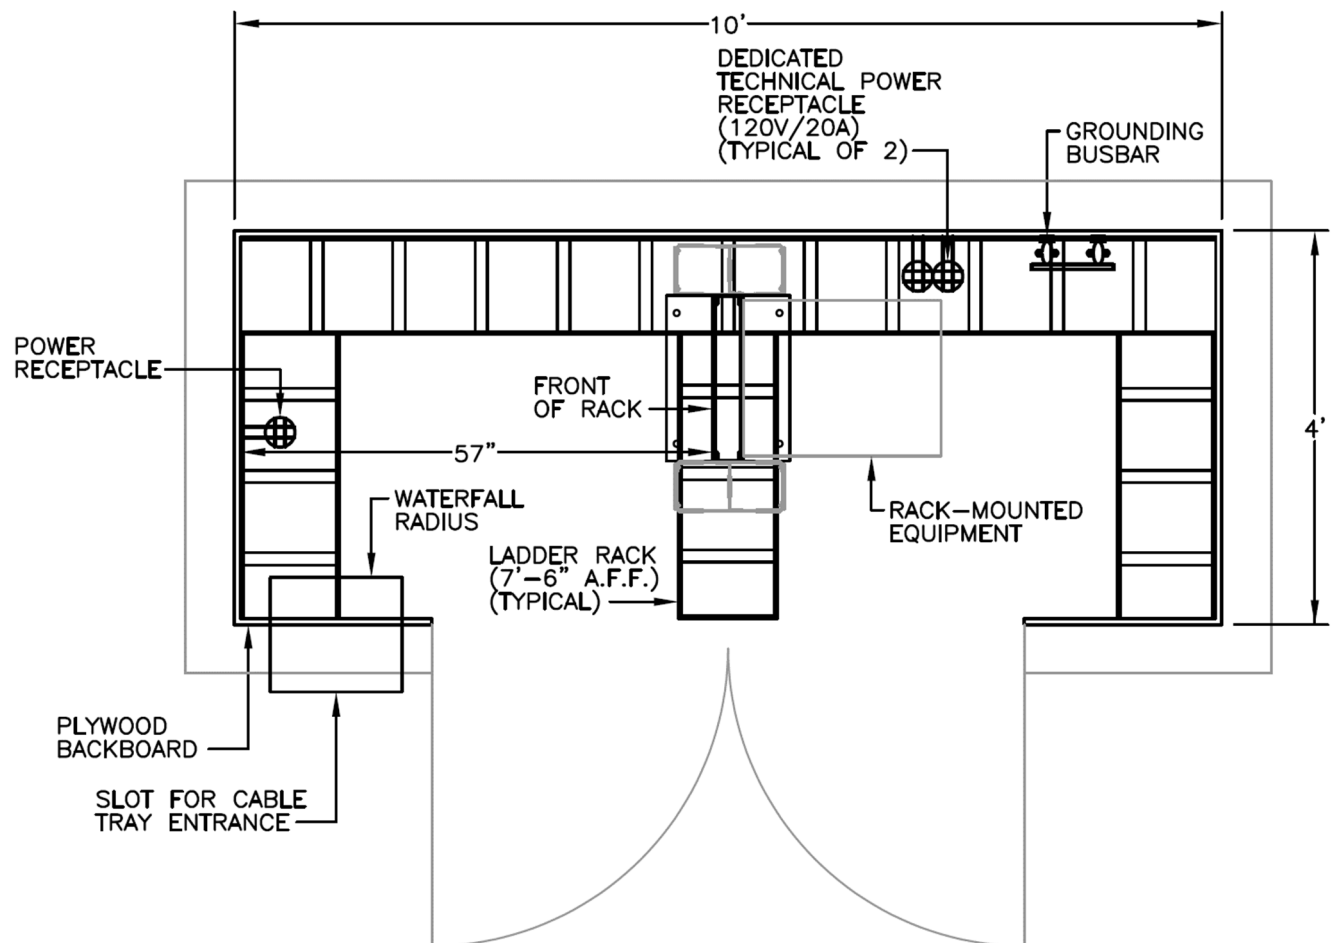 10'
DEDICATED
TECHNICAL POWER
RECEPTACLE
(120V/20A)
(TYPICAL OF 2)
GROUNDING
BUSBAR
POWER
RECEPTACLE
FRONT
OF RACK
4'
57"
WATERFALL
RADIUS
RACK-MOUNTED
EQUIPMENT
LADDER RACK
(7'-6" A.F.F.)
(TYPICAL)
PLYWOOD
BACKBOARD
SLOT FOR CABLE
TRAY ENTRANCE